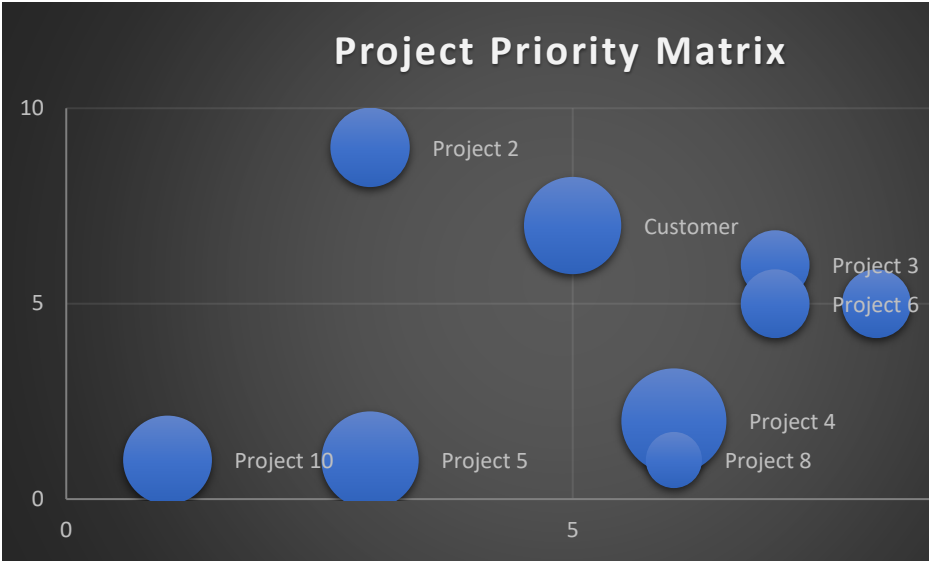 Project Priority Matrix
10
Project 2
Customer
Project 3
5
Project 6
Project 4
Project 10
Project 5
Project 8
0
0
5